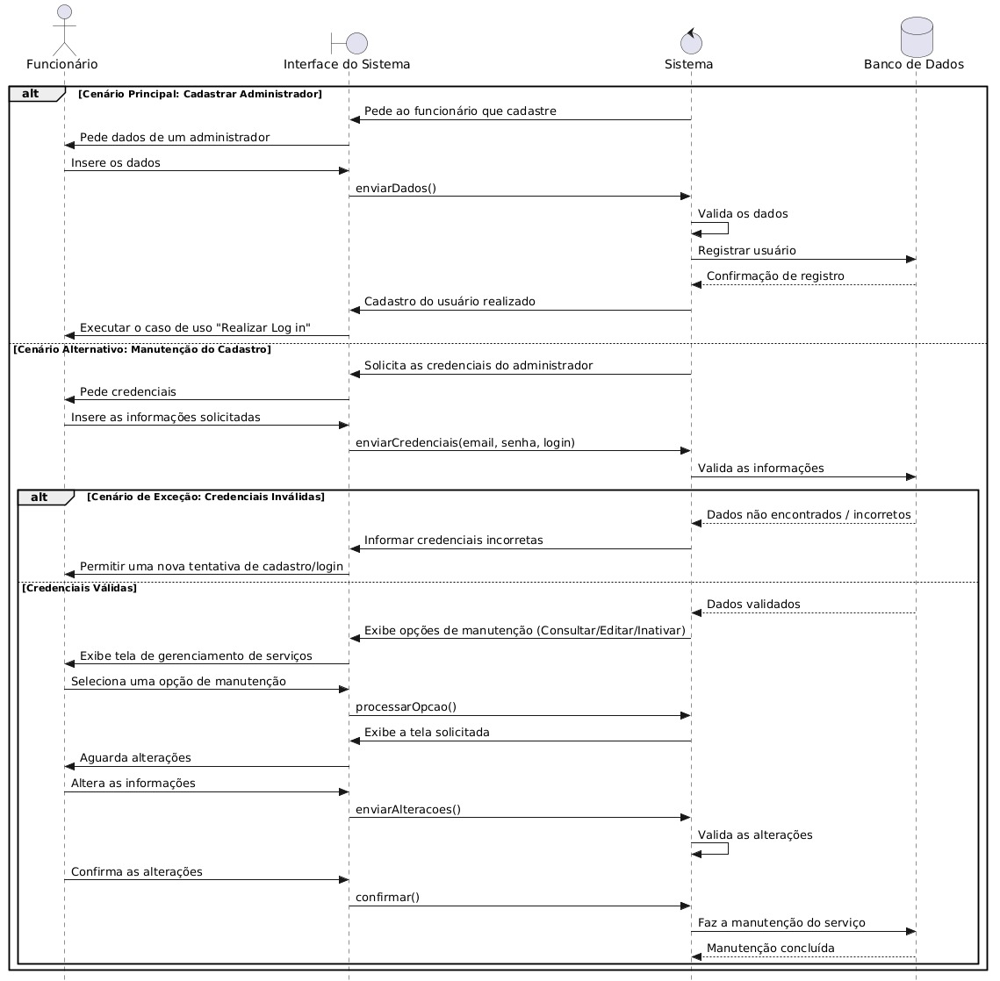 Funcionário
Interface do Sistema
Sistema
Banco de Dados
alt
[Cenário Principal: Cadastrar Administrador]
Pede ao funcionário que cadastre
Pede dados de um administrador
Insere os dados
enviarDados()
Valida os dados
Registrar usuário
Confirmação de registro
Cadastro do usuário realizado
Executar o caso de uso "Realizar Log in"
[Cenário Alternativo: Manutenção do Cadastro]
Solicita as credenciais do administrador
Pede credenciais
Insere as informações solicitadas
enviarCredenciais(email, senha, login)
Valida as informações
alt
[Cenário de Exceção: Credenciais Inválidas]
Dados não encontrados / incorretos
Informar credenciais incorretas
Permitir uma nova tentativa de cadastro/login
[Credenciais Válidas]
Dados validados
Exibe opções de manutenção (Consultar/Editar/Inativar)
Exibe tela de gerenciamento de serviços
Seleciona uma opção de manutenção
processarOpcao()
Exibe a tela solicitada
Aguarda alterações
Altera as informações
enviarAlteracoes()
Valida as alterações
Confirma as alterações
confirmar()
Faz a manutenção do serviço
Manutenção concluída